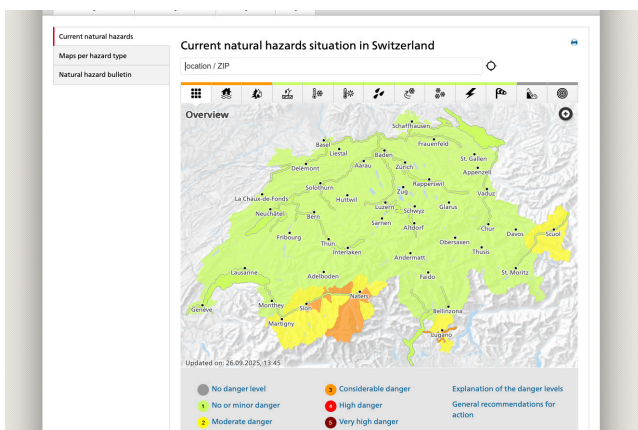 Current natural hazards
Maps per hazard type
Natural hazard bulletin
Current natural hazards situation in Switzerland
location / ZIP
Overview
Schaffhausen
Basel
Frauenfeld
Liestal
Baden
St. Gallen
Delémont
Aarau
Zürich
Appenzell
Solothurn
Zug
Rapperswil
La Chaux-de-Fonds
Huttwil
Vaduz
Neuchâtel
Luzern
Schwyz
Glarus
Bern
Sarnen
Altdorf
Chur
Fribourg
Thun
Obersaxen
Davos
Scuol
Interlaken
Andermatt
Thusis
Lausanne
Adelboden
Faido
St. Moritz
Naters
Genève
Monthey
Sion
Bellinzona
Martigny
Lugano
Updated on: 26.09.2025, 13:45
No danger level
3 Considerable danger
Explanation of the danger levels
1 No or minor danger
4 High danger
General recommendations for
action
2 Moderate danger
5 Very high danger